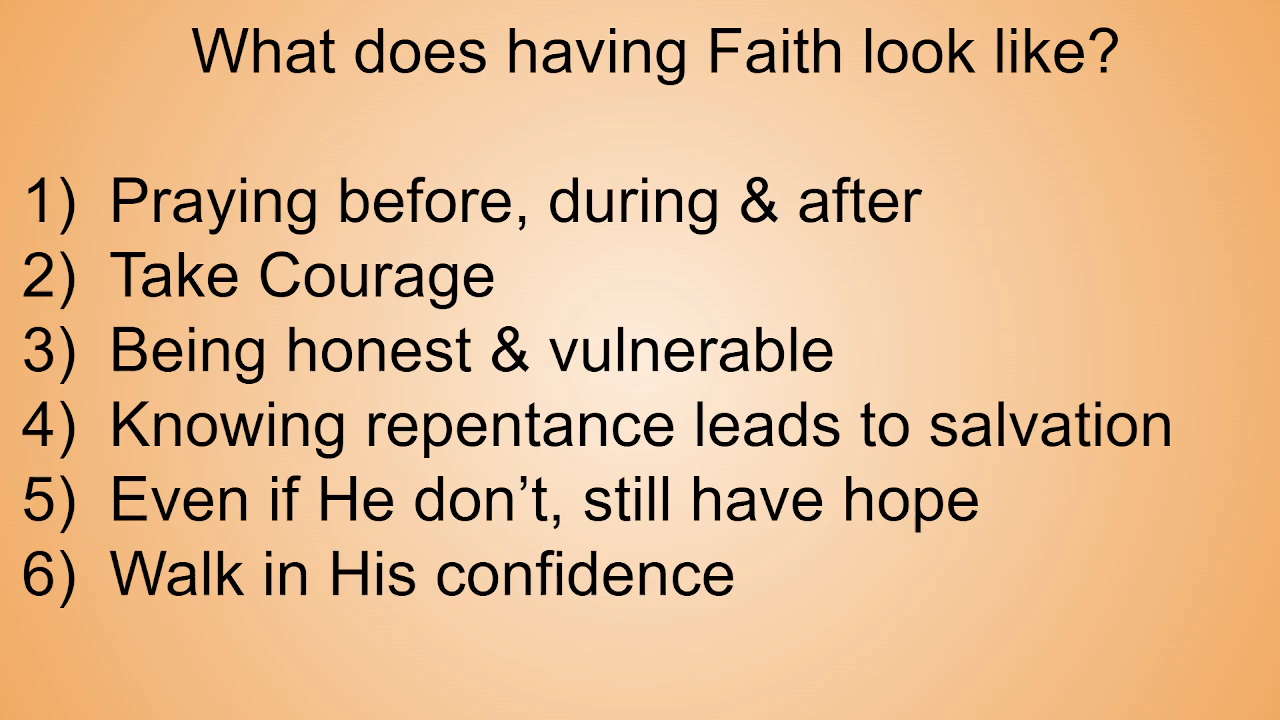 What does having Faith look like?
1) Praying before, during & after
2) Take Courage
3) Being honest & vulnerable
4) Knowing repentance leads to salvation
5) Even if He don’t, still have hope
6) Walk in His confidence